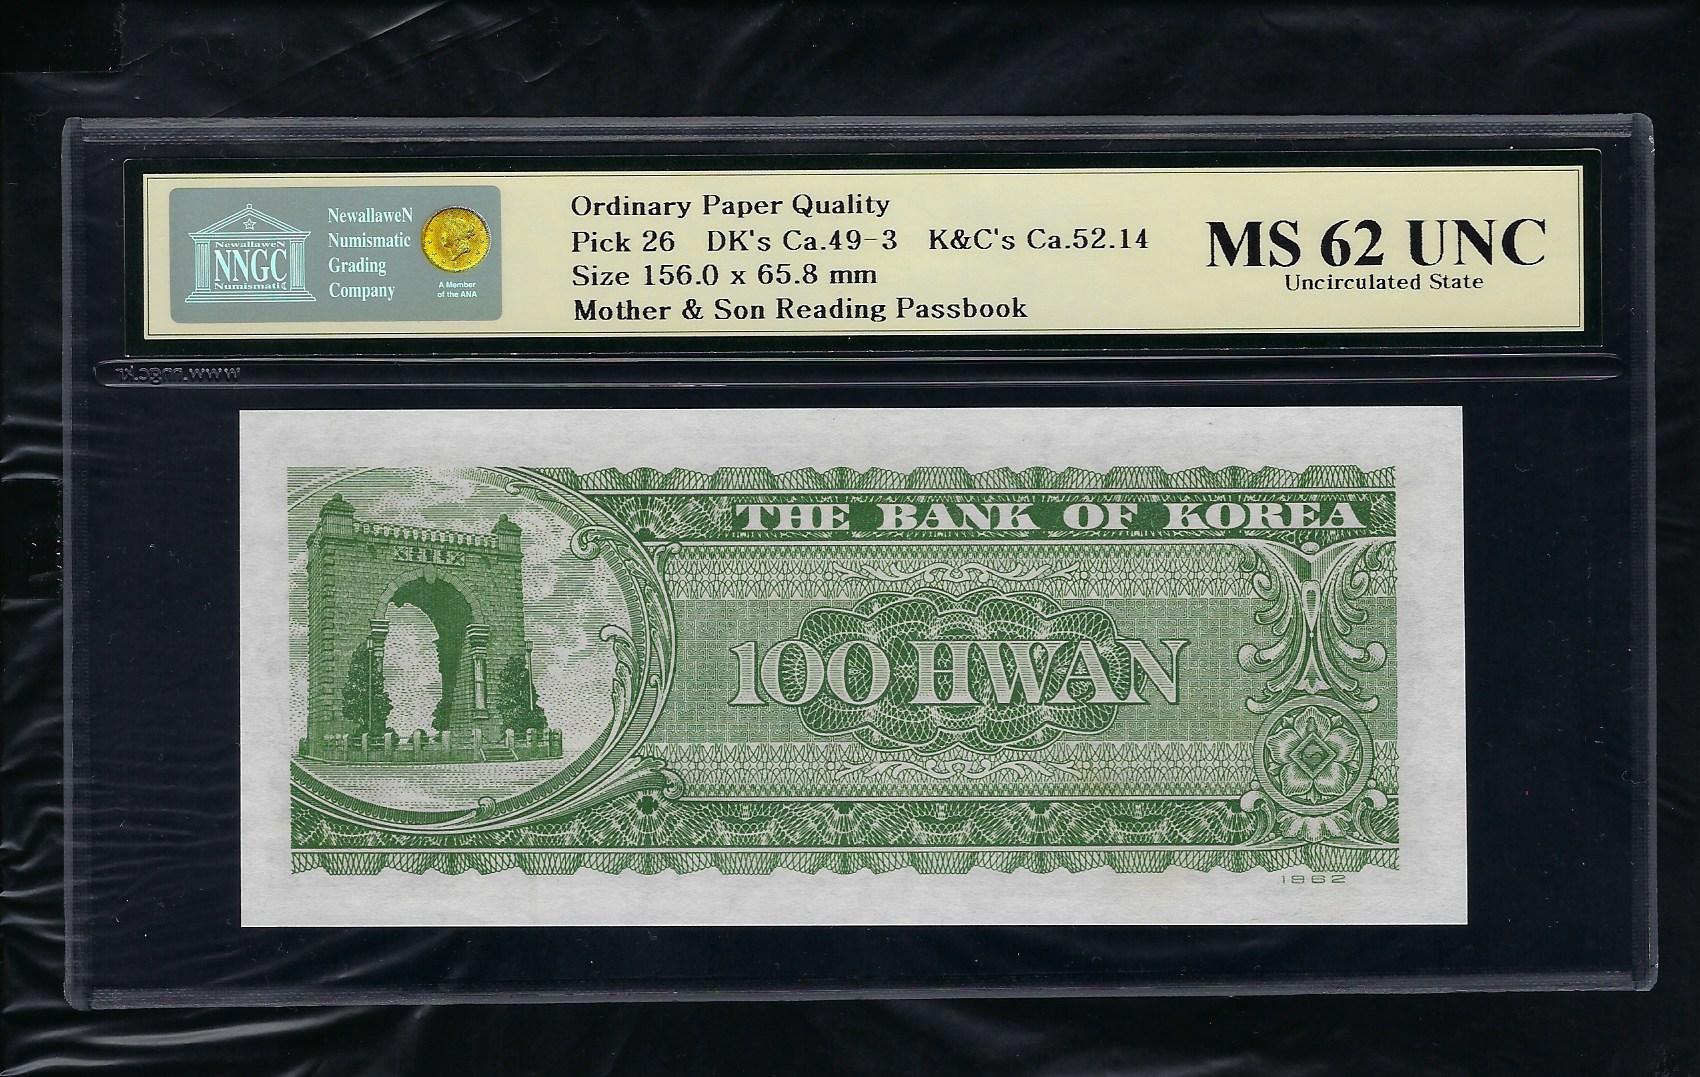 NewallaweN
NNGC
Numismatic
NewallaweN
Numismatic
Grading
Company
A Member
of the ANA
Ordinary Paper Quality
Pick 26 DK's Ca.49-3 K&C's Ca.52.14
Size 156.0 x 65.8 mm
Mother & Son Reading Passbook
MS 62 UNC
Uncirculated State
THE BANK OF KOREA
100 HWAN
1962